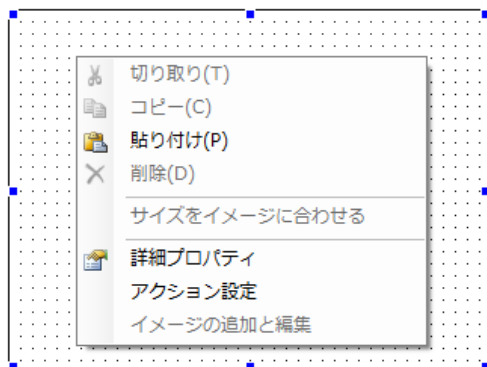 切り取り(T)
コピー(C)
貼り付け(P)
削除(D)
サイズをイメージに合わせる
詳細プロパティ
アクション設定
イメージの追加と編集